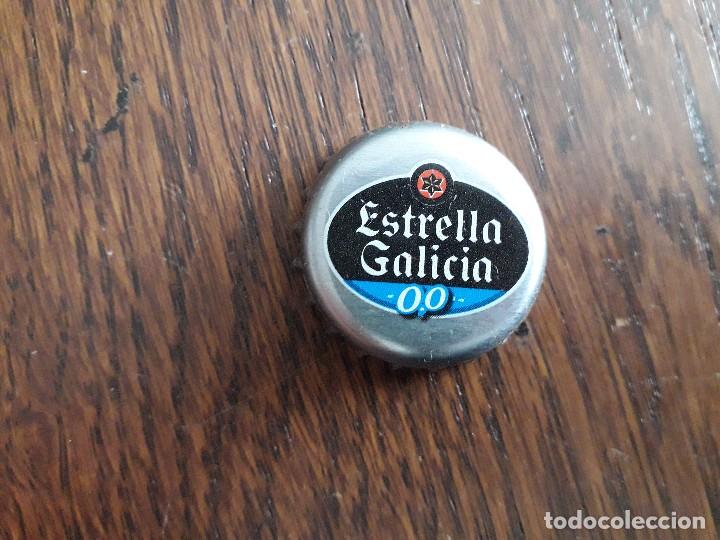 Estrella
Galicia
0,0
todocoleccion